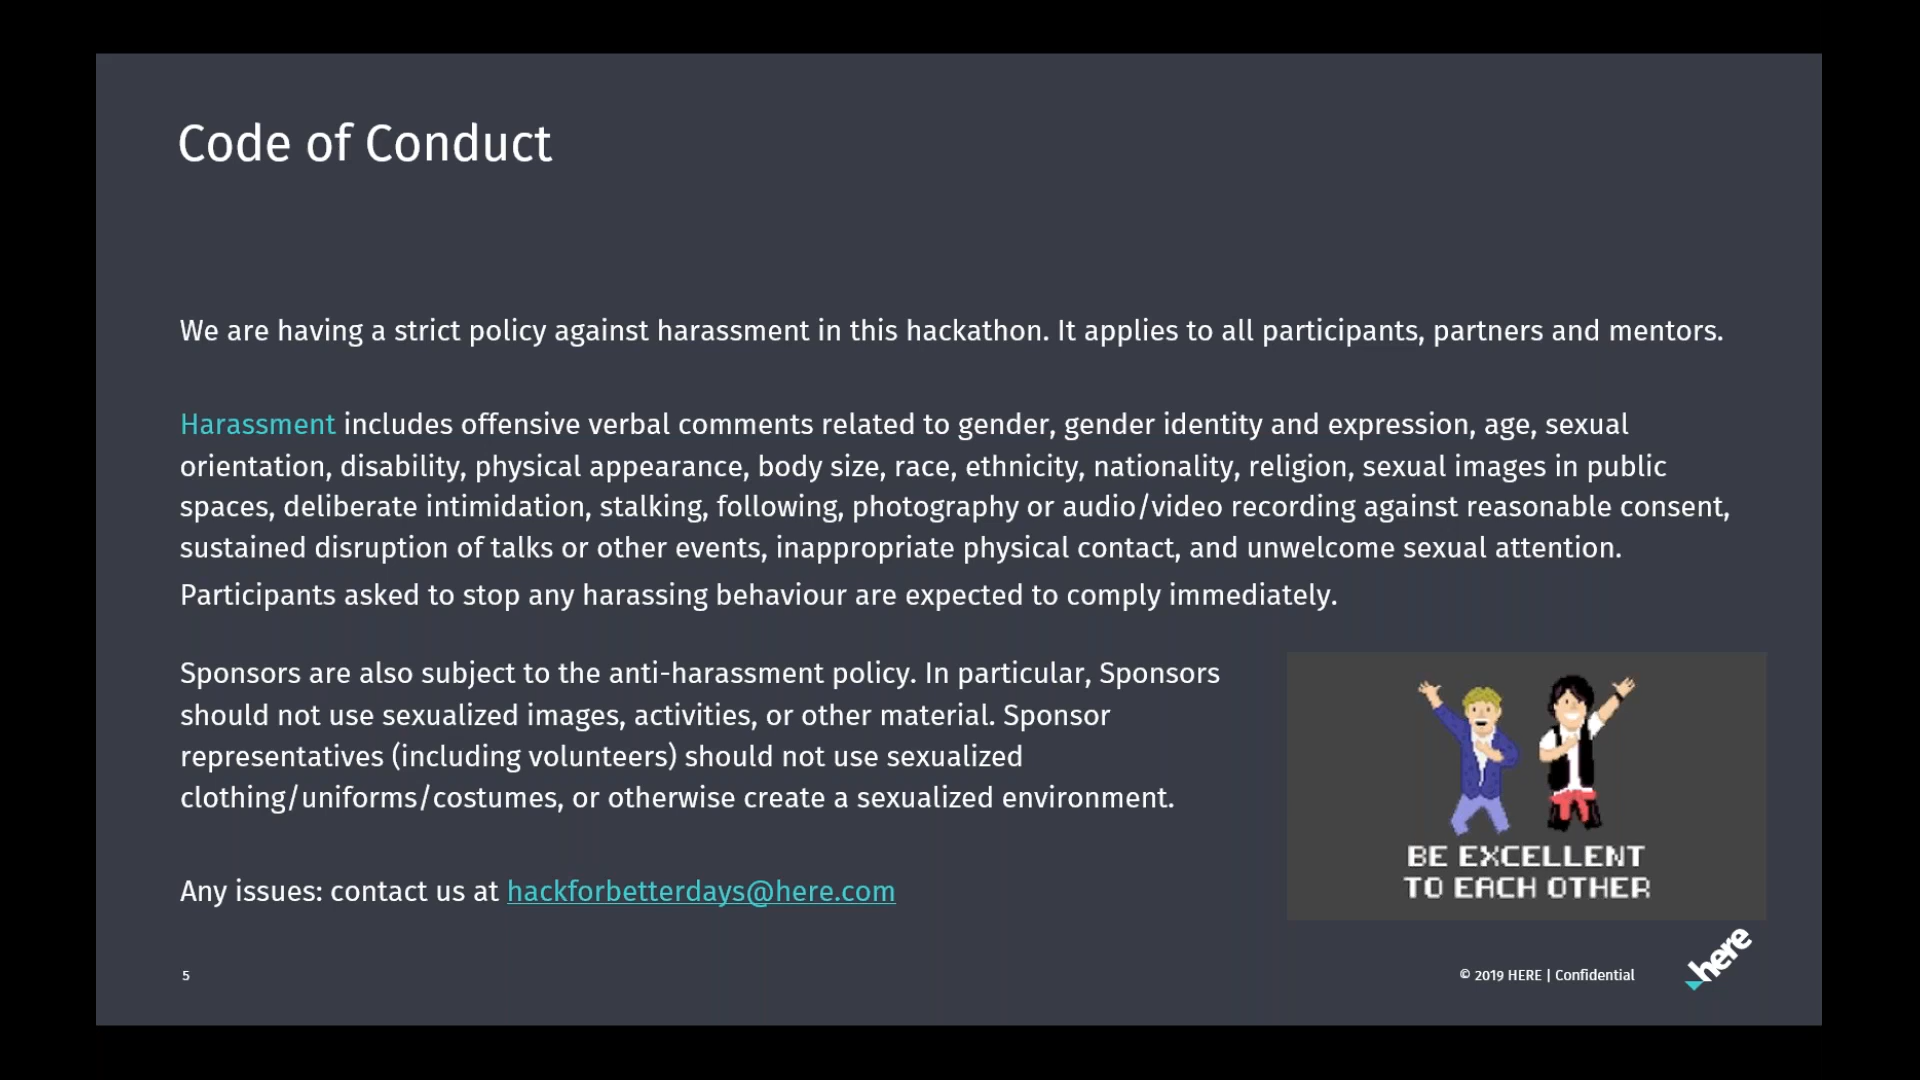 Code of Conduct
We are having a strict policy against harassment in this hackathon. It applies to all participants, partners and mentors.
Harassment includes offensive verbal comments related to gender, gender identity and expression, age, sexual
orientation, disability, physical appearance, body size, race, ethnicity, nationality, religion, sexual images in public
spaces, deliberate intimidation, stalking, following, photography or audio/video recording against reasonable consent,
sustained disruption of talks or other events, inappropriate physical contact, and unwelcome sexual attention.
Participants asked to stop any harassing behaviour are expected to comply immediately.
Sponsors are also subject to the anti-harassment policy. In particular, Sponsors
should not use sexualized images, activities, or other material. Sponsor
representatives (including volunteers) should not use sexualized
clothing/uniforms/costumes, or otherwise create a sexualized environment.
Any issues: contact us at hackforbetterdays@here.com
BE EXCELLENT
TO EACH OTHER
5
© 2019 HERE | Confidential
here